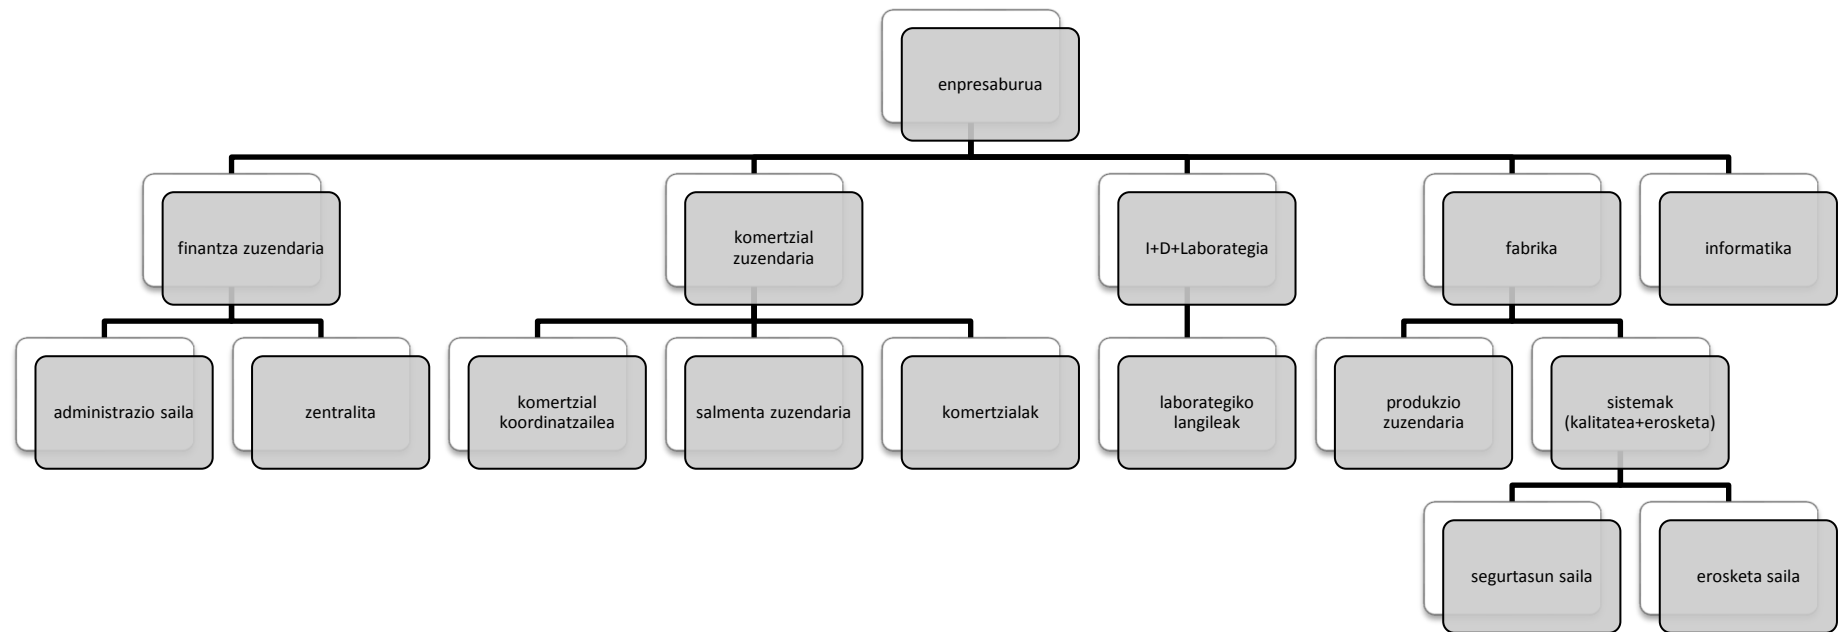 enpresaburua
finantza zuzendaria
komertzial
zuzendaria
I+D+Laborategia
fabrika
informatika
administrazio saila
zentralita
komertzial
koordinatzailea
salmenta zuzendaria
komertzialak
laborategiko
langileak
produkzio
zuzendaria
sistemak
(kalitatea+erosketa)
segurtasun saila
erosketa saila